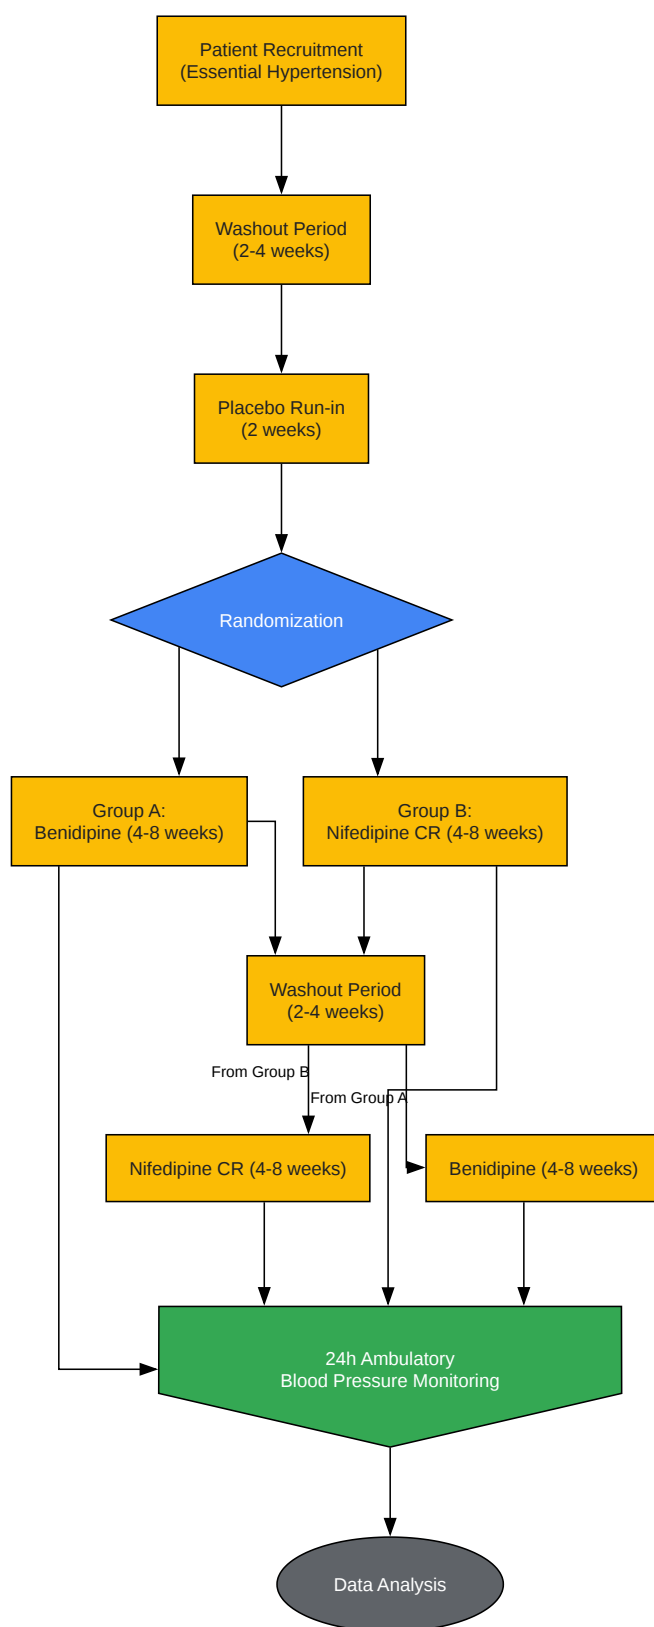 Patient Recruitment
(Essential Hypertension)
Washout Period
(2-4 weeks)
Placebo Run-in
(2 weeks)
Randomization
Group A:
Benidipine (4-8 weeks)
Group B:
Nifedipine CR (4-8 weeks)
Washout Period
(2-4 weeks)
From Group B
From Group A
Nifedipine CR (4-8 weeks)
Benidipine (4-8 weeks)
24h Ambulatory
Blood Pressure Monitoring
Data Analysis